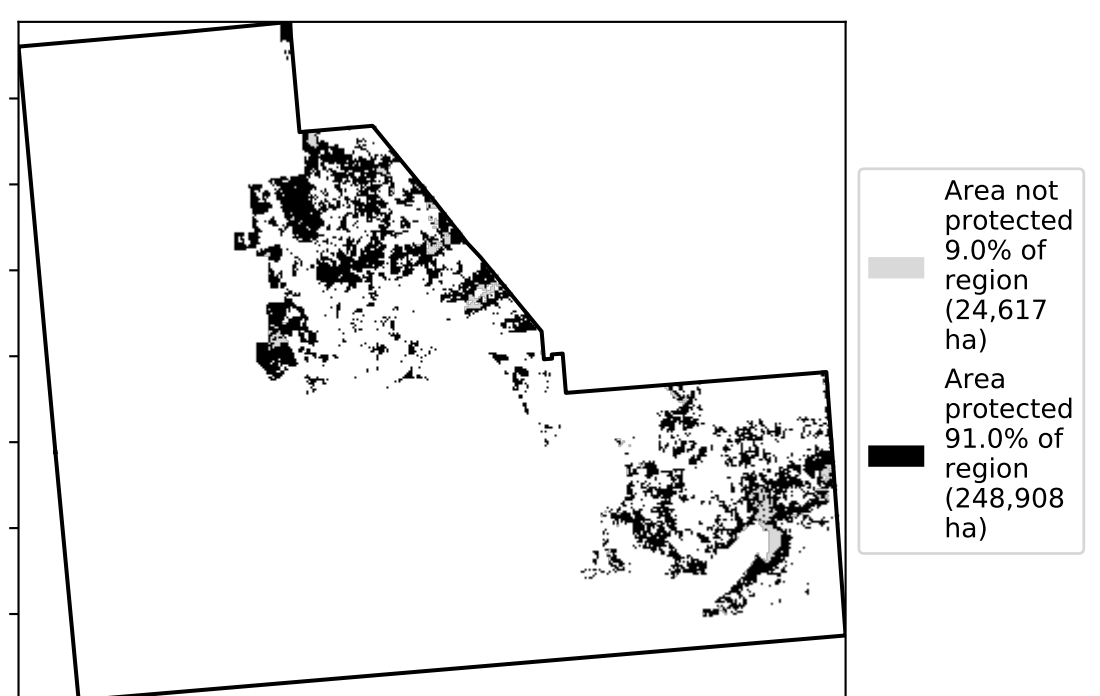 Area not
protected
9.0% of
region
(24,617
ha)
Area
protected
91.0% of
region
(248,908
ha)